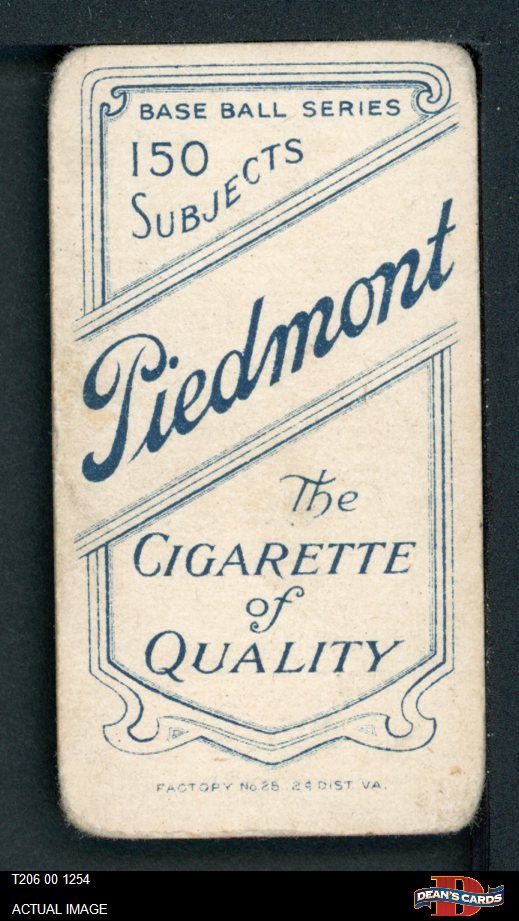 BASE BALL SERIES
150
SUBJECTS
Piedmont
The
CIGARETTE
of
QUALITY
FACTORY No. 25 2d DIST. VA.
T206 00 1254
ACTUAL IMAGE
D
DEAN'S CARDS